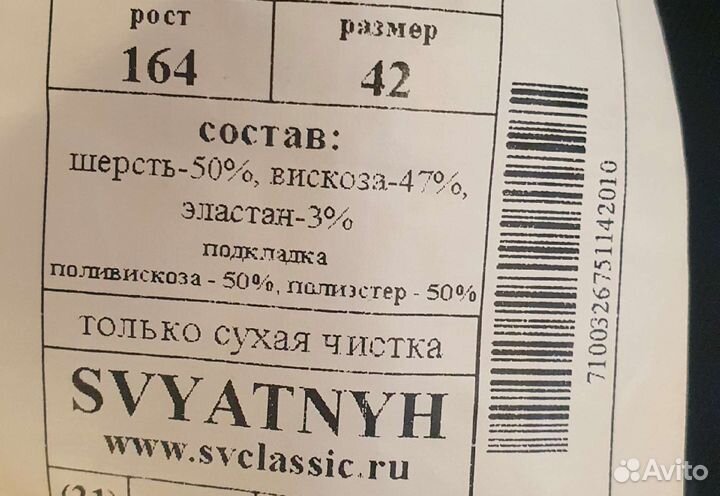 рост
164
размер
42
состав:
шерсть-50%, вискоза-47%,
эластан-3%
подкладка
поливискоза - 50%, полиэстер - 50%
только сухая чистка
SVYATNYH
www.svclassic.ru
(21)
7100326751142010
Avito